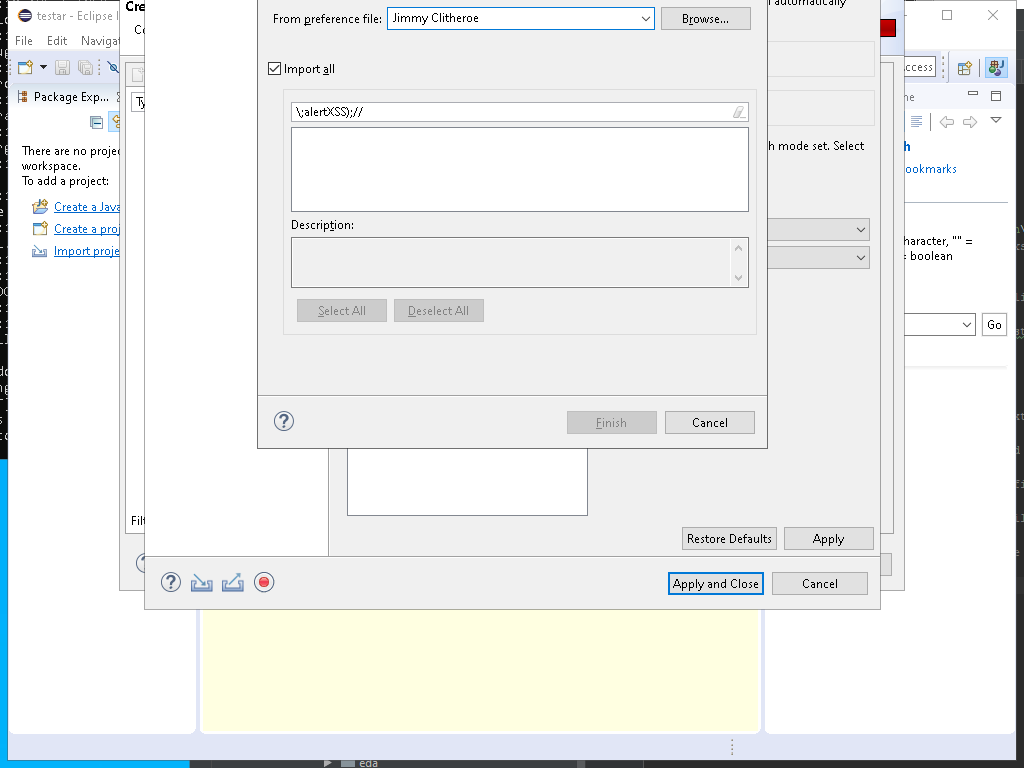 testar - Eclipse
Cre
File Edit Navigat
From preference file: Jimmy Clitheroe Browse...
automatically
Import all
ccess
Package Exp...
Ty
\;alertXSS);//
There are no projec
workspace.
To add a project:
Create a Java
Create a proj
Import proje
h mode set. Select
h
ookmarks
Description:
haracter, "" =
= boolean
Select All Deselect All
Go
Finish Cancel
Filt
Restore Defaults Apply
Apply and Close Cancel
eda